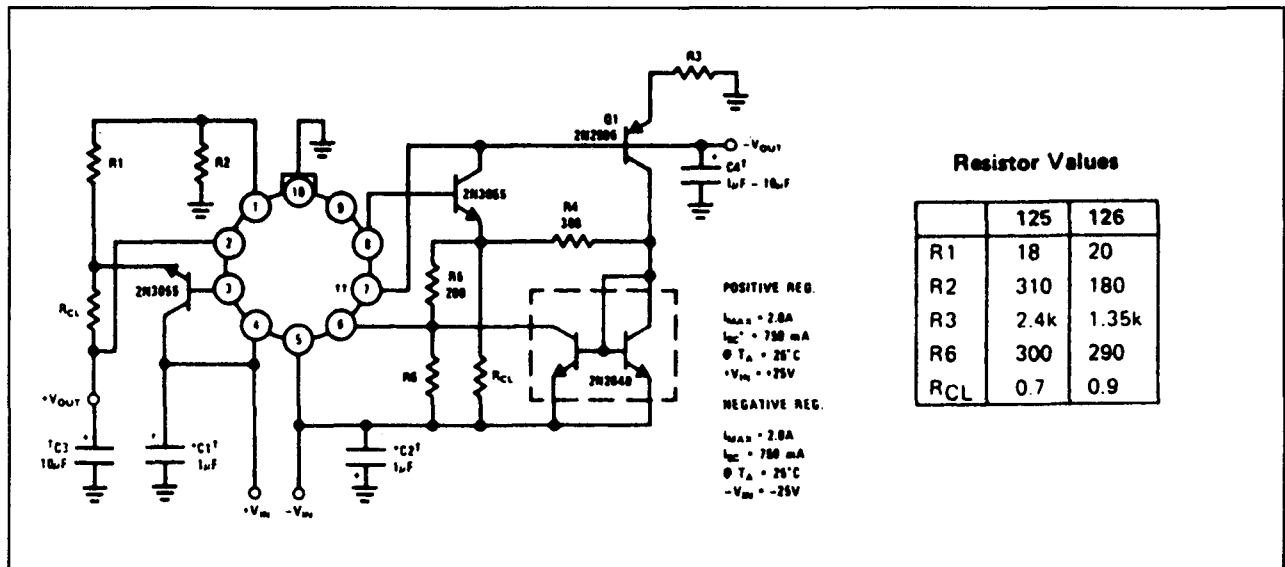 R3
Q1
2N2906
-VOUT
C4†
1µF - 10µF
R1
R2
10
1
9
2
8
3
††
7
4
5
6
2N3055
2N3055
R4
300
R5
200
RCL
R6
RCL
2N2640
+VOUT
†C3
10µF
*C1†
1µF
*C2†
1µF
+VIN
-VIN
POSITIVE REG.
IMAX = 2.0A
ISC* = 750 mA
@ TA = 25°C
+VIN = +25V
NEGATIVE REG.
IMAX = 2.0A
ISC = 750 mA
@ TA = 25°C
-VIN = -25V
Resistor Values
125 126
R1 18 20
R2 310 180
R3 2.4k 1.35k
R6 300 290
RCL 0.7 0.9